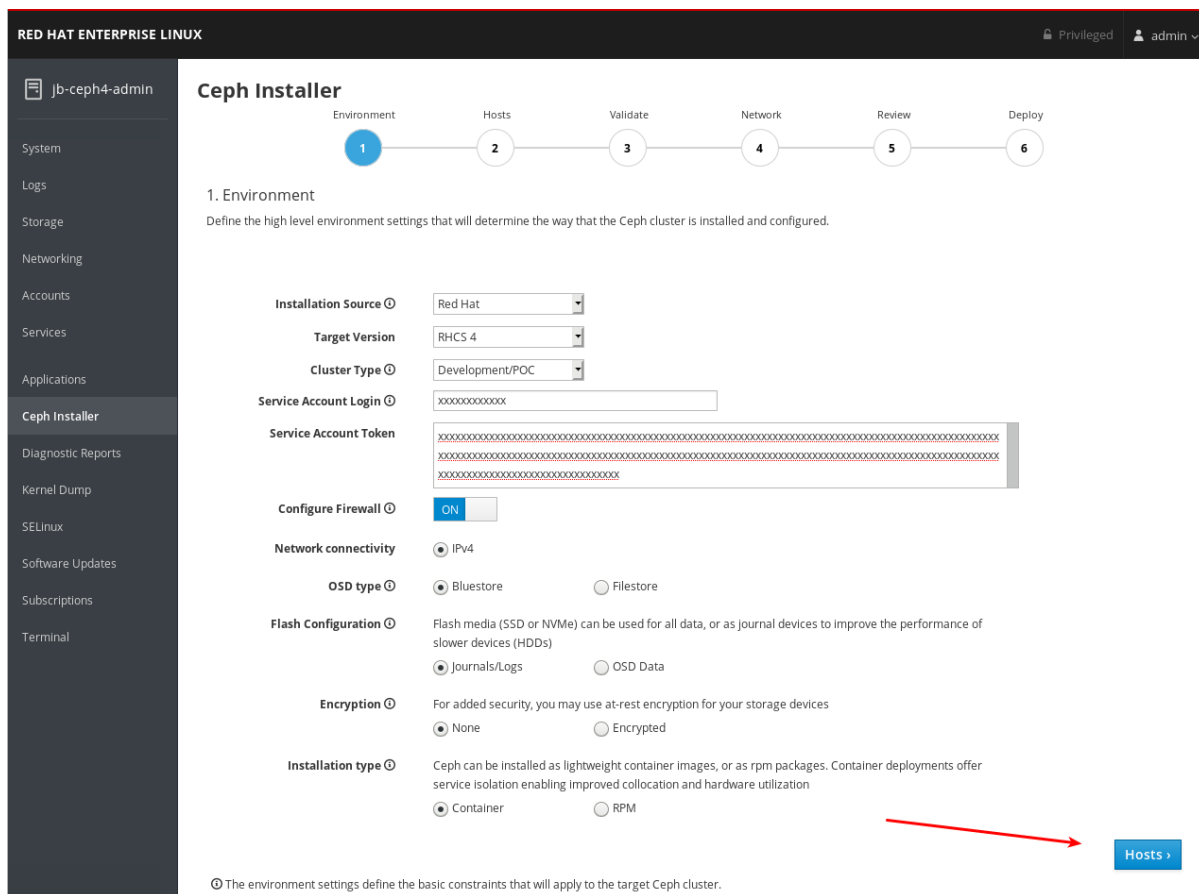 RED HAT ENTERPRISE LINUX
Privileged
admin
jb-ceph4-admin
System
Logs
Storage
Networking
Accounts
Services
Applications
Ceph Installer
Diagnostic Reports
Kernel Dump
SELinux
Software Updates
Subscriptions
Terminal
Ceph Installer
Environment Hosts Validate Network Review Deploy
1 2 3 4 5 6
1. Environment
Define the high level environment settings that will determine the way that the Ceph cluster is installed and configured.
Installation Source Red Hat
Target Version RHCS 4
Cluster Type Development/POC
Service Account Login xxxxxxxxxxxx
Service Account Token
xxxxxxxxxxxxxxxxxxxxxxxxxxxxxxxxxxxxxxxxxxxxxxxxxxxxxxxxxxxxxxxxxxxxxxxxxxxxxxxxxxxxxxxxxxxxxxxxxxx
xxxxxxxxxxxxxxxxxxxxxxxxxxxxxxxxxxxxxxxxxxxxxxxxxxxxxxxxxxxxxxxxxxxxxxxxxxxxxxxxxxxxxxxxxxxxxxxxxxx
xxxxxxxxxxxxxxxxxxxxxxxxxxxxxxxx
Configure Firewall ON
Network connectivity IPv4
OSD type Bluestore Filestore
Flash Configuration Flash media (SSD or NVMe) can be used for all data, or as journal devices to improve the performance of
slower devices (HDDs)
Journals/Logs OSD Data
Encryption For added security, you may use at-rest encryption for your storage devices
None Encrypted
Installation type Ceph can be installed as lightweight container images, or as rpm packages. Container deployments offer
service isolation enabling improved collocation and hardware utilization
Container RPM
Hosts ›
The environment settings define the basic constraints that will apply to the target Ceph cluster.